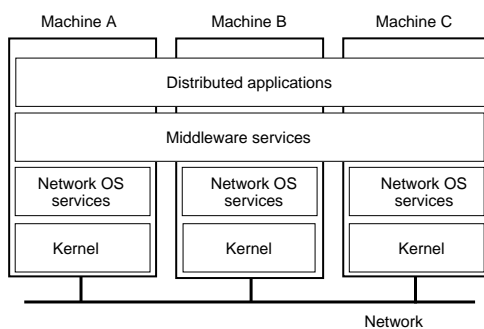 Machine A
Machine B
Machine C
Distributed applications
Middleware services
Network OS
services
Network OS
services
Network OS
services
Kernel
Kernel
Kernel
Network